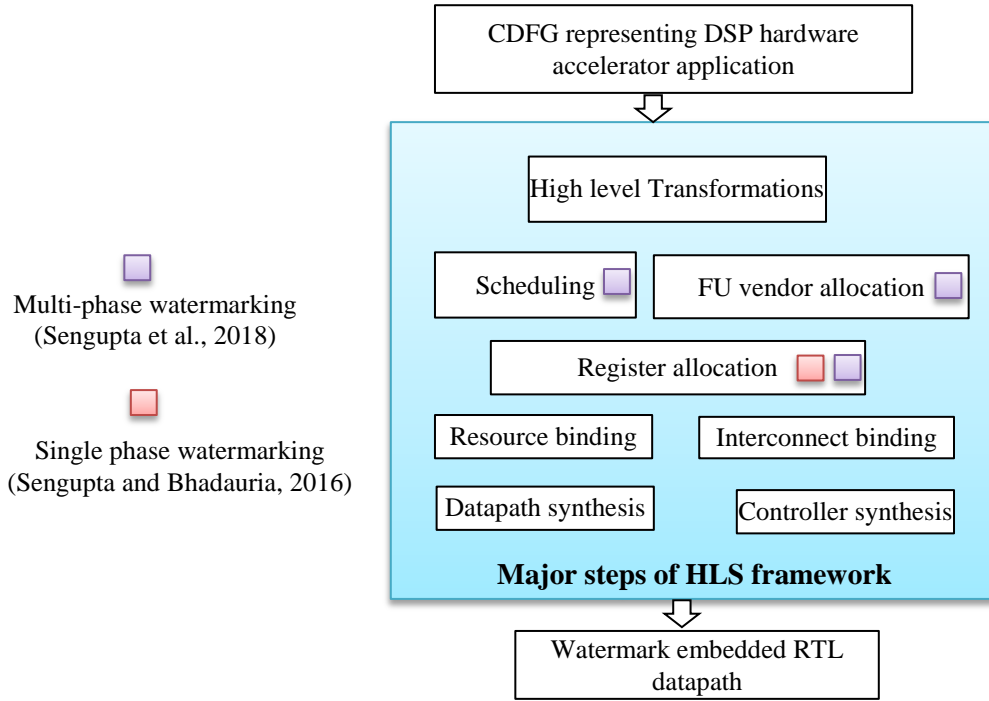 CDFG representing DSP hardware
accelerator application
High level Transformations
Scheduling
FU vendor allocation
Multi-phase watermarking
(Sengupta et al., 2018)
Register allocation
Single phase watermarking
(Sengupta and Bhadauria, 2016)
Resource binding
Interconnect binding
Datapath synthesis
Controller synthesis
Major steps of HLS framework
Watermark embedded RTL
datapath